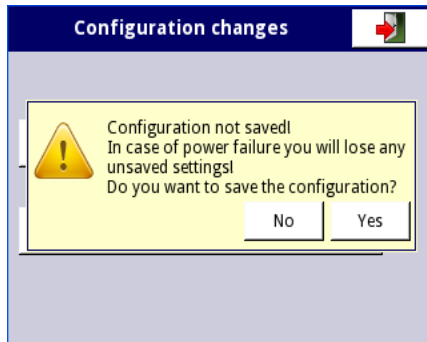 Configuration changes
Configuration not saved!
In case of power failure you will lose any
unsaved settings!
Do you want to save the configuration?
No
Yes